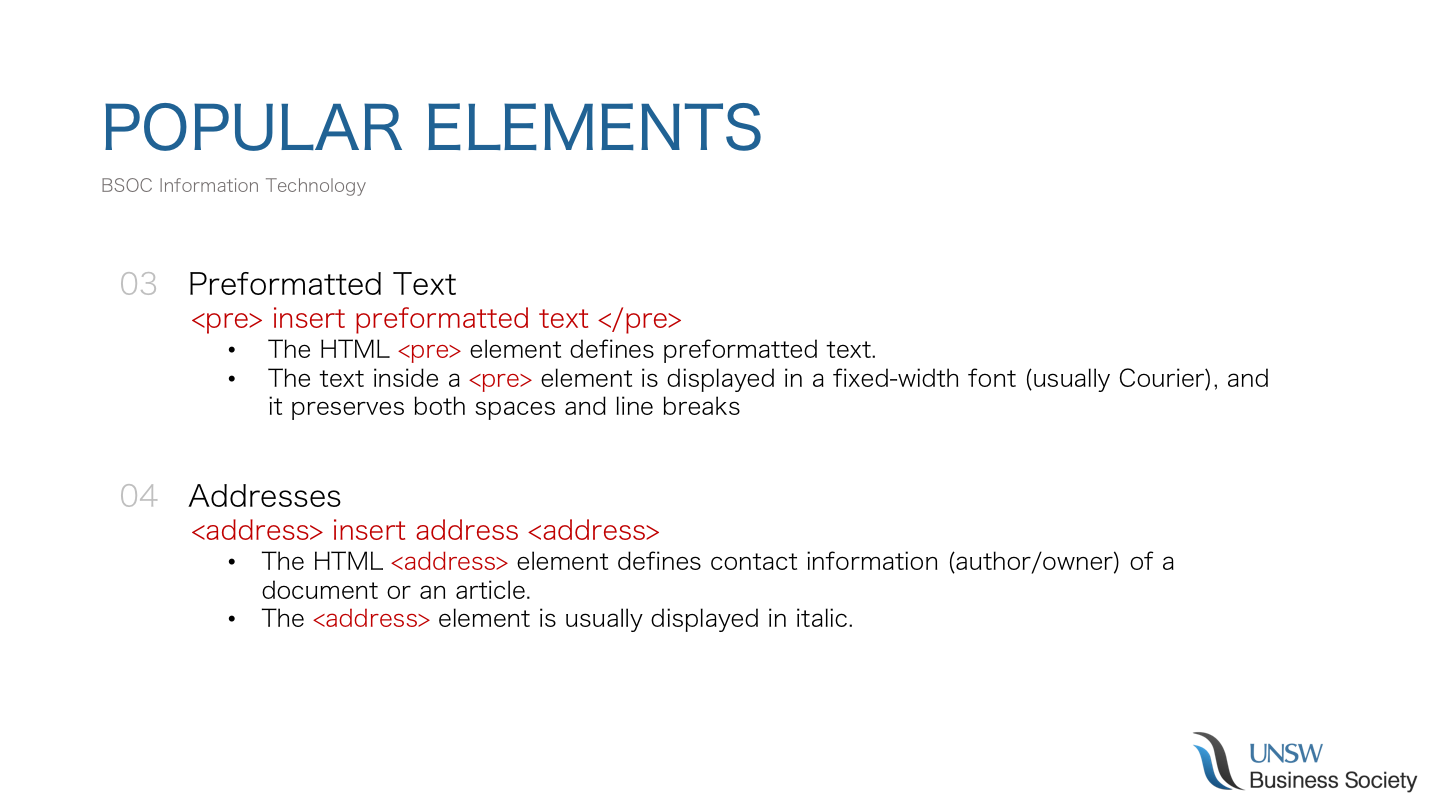 POPULAR ELEMENTS
BSOC Information Technology
03 Preformatted Text
<pre> insert preformatted text </pre>
• The HTML <pre> element defines preformatted text.
• The text inside a <pre> element is displayed in a fixed-width font (usually Courier), and
it preserves both spaces and line breaks
04 Addresses
<address> insert address <address>
• The HTML <address> element defines contact information (author/owner) of a
document or an article.
• The <address> element is usually displayed in italic.
UNSW
Business Society